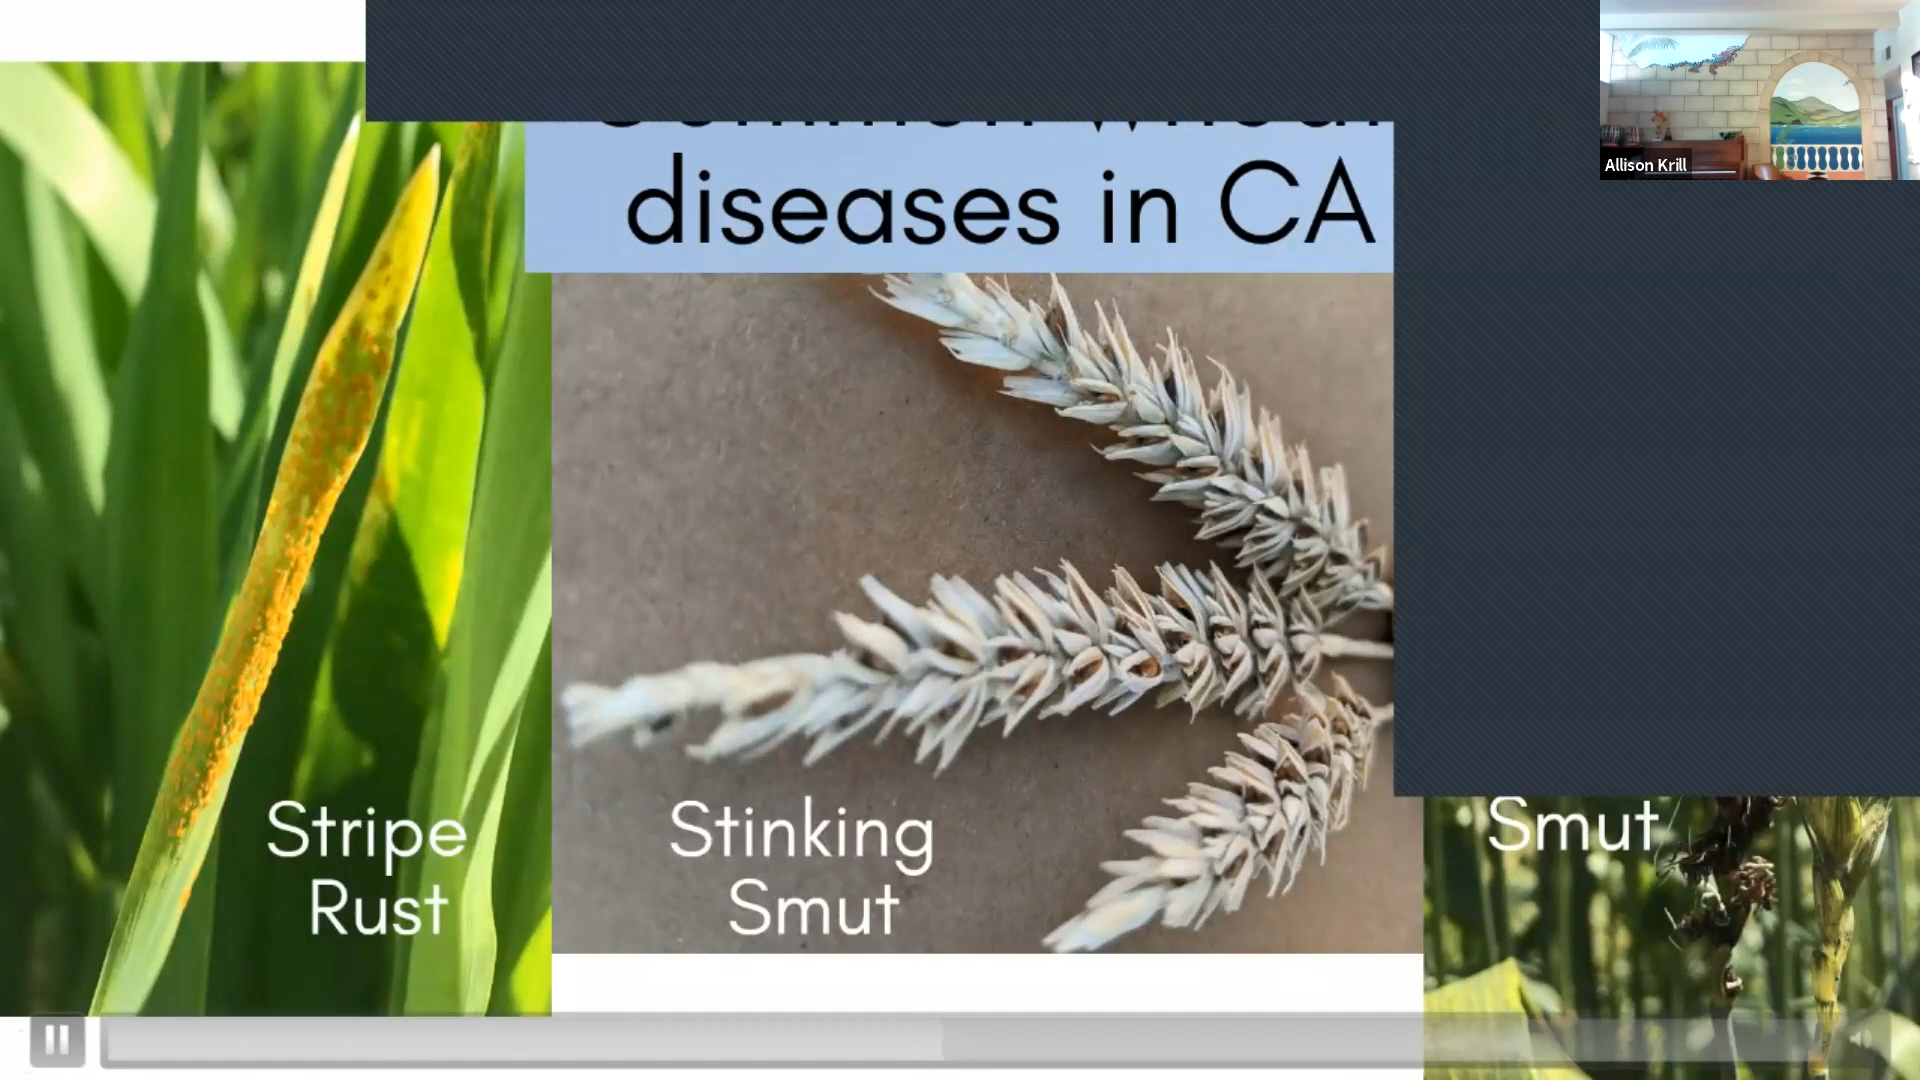 Allison Krill
diseases in CA
Stripe
Rust
Stinking
Smut
Smut